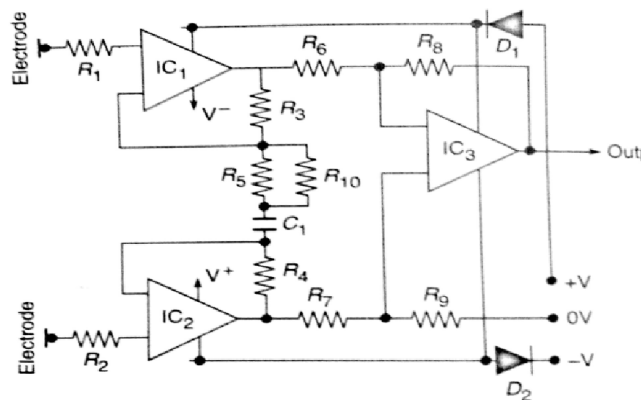 Electrode
R1
IC1
V−
R3
R6
R8
D1
R5
R10
IC3
Outp
C1
V+
R4
IC2
R7
R9
+V
0V
−V
Electrode
R2
D2